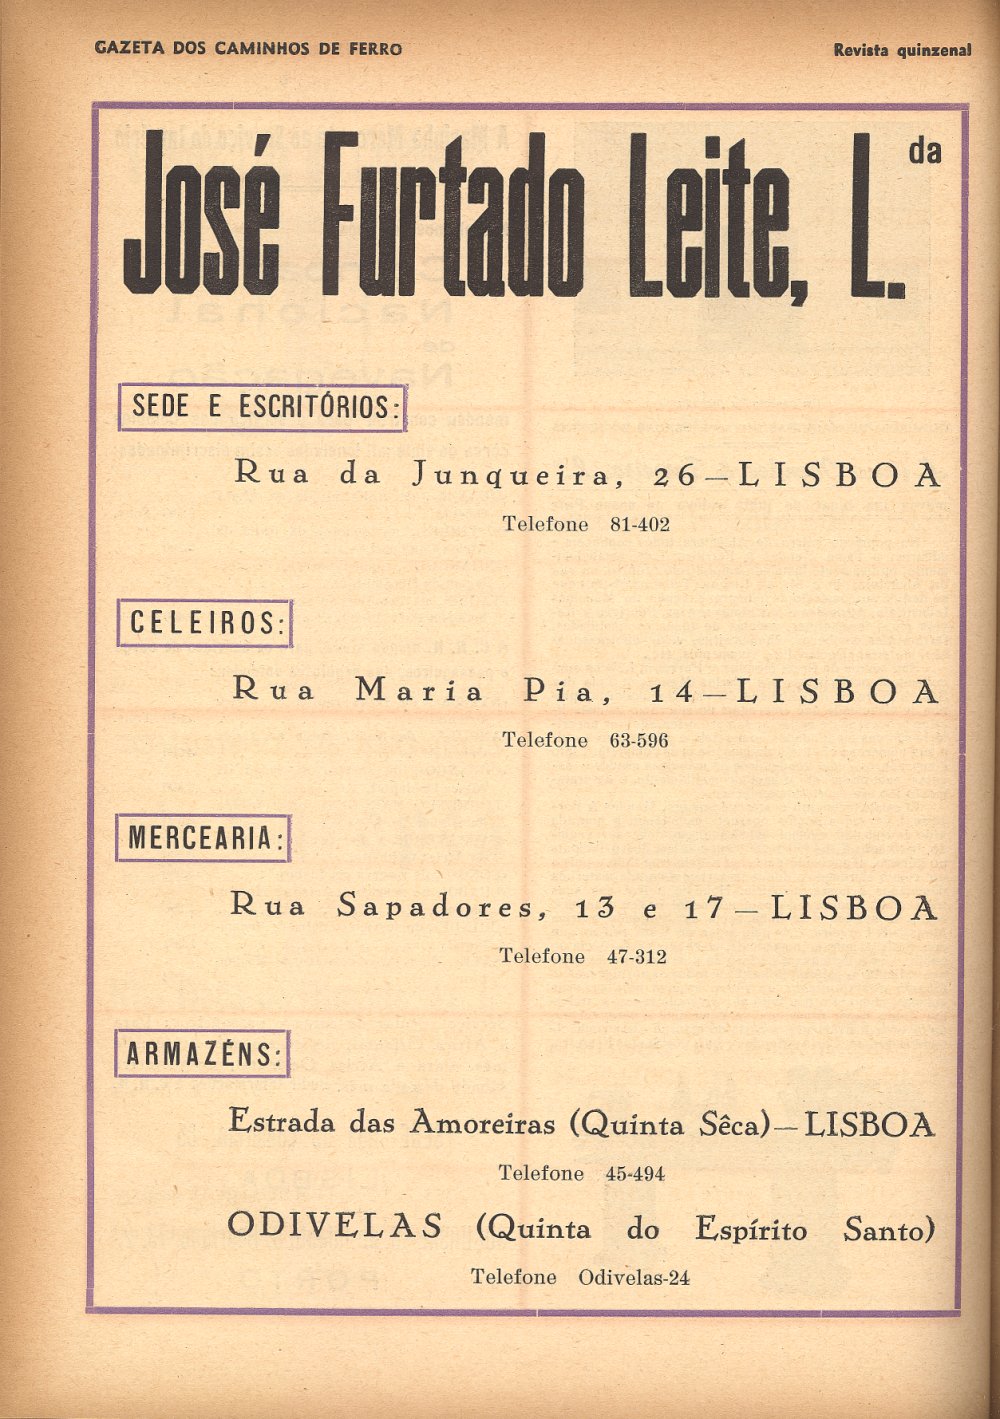 GAZETA DOS CAMINHOS DE FERRO
Revista quinzenal
José Furtado Leite, L.da
SEDE E ESCRITÓRIOS:
Rua da Junqueira, 26—LISBOA
Telefone 81-402
CELEIROS:
Rua Maria Pia, 14—LISBOA
Telefone 63-596
MERCEARIA:
Rua Sapadores, 13 e 17—LISBOA
Telefone 47-312
ARMAZÉNS:
Estrada das Amoreiras (Quinta Sêca)—LISBOA
Telefone 45-494
ODIVELAS (Quinta do Espírito Santo)
Telefone Odivelas-24